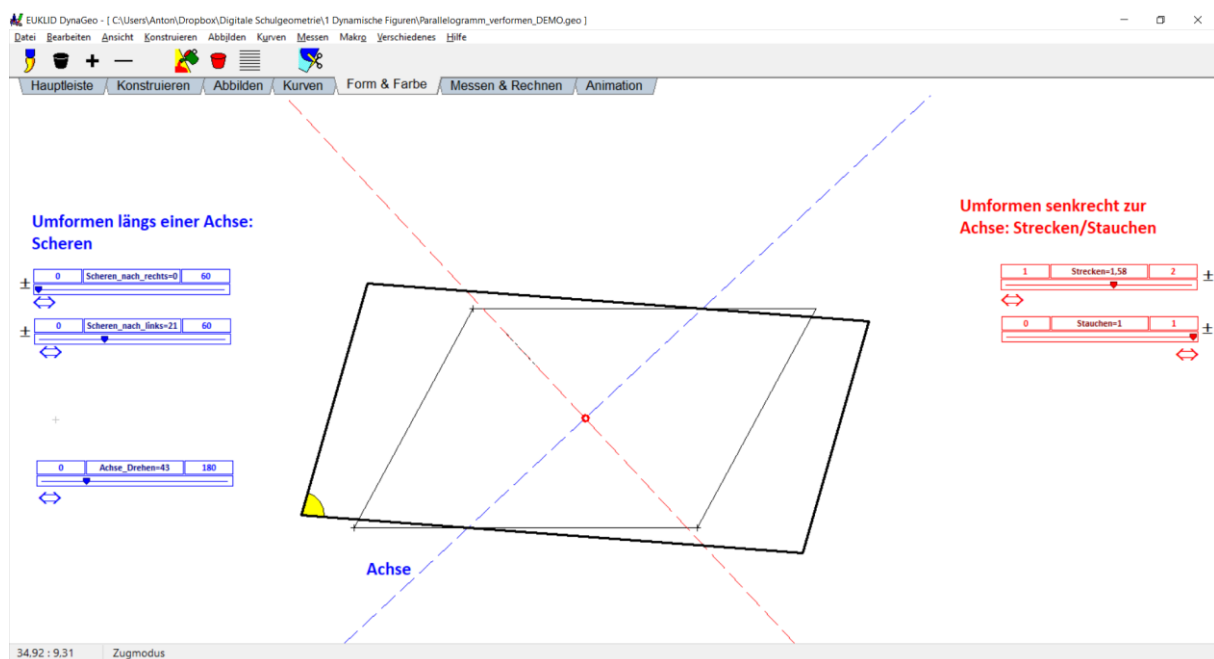 EUKLID DynaGeo - [ C:\Users\Anton\Dropbox\Digitale Schulgeometrie\1 Dynamische Figuren\Parallelogramm_verformen_DEMO.geo ]
Datei Bearbeiten Ansicht Konstruieren Abbilden Kurven Messen Makro Verschiedenes Hilfe
Hauptleiste Konstruieren Abbilden Kurven Form & Farbe Messen & Rechnen Animation
Umformen längs einer Achse:
Scheren
0 Scheren_nach_rechts=0 60
±
0 Scheren_nach_links=21 60
±
0 Achse_Drehen=43 180
Achse
Umformen senkrecht zur
Achse: Strecken/Stauchen
1 Strecken=1,58 2
±
0 Stauchen=1 1
±
34,92 : 9,31 Zugmodus